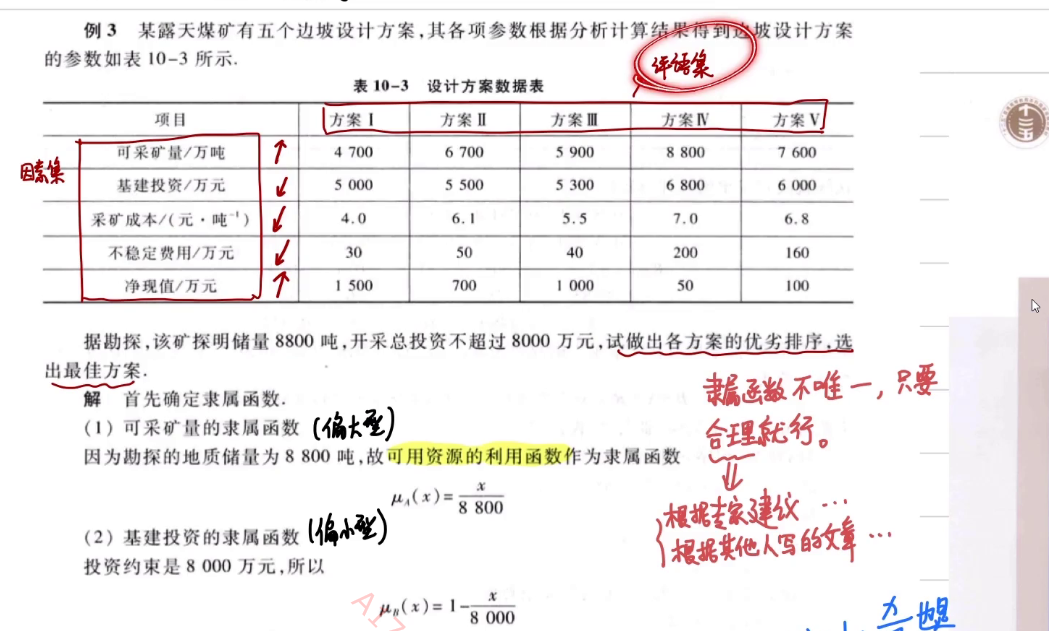 例 3 某露天煤矿有五个边坡设计方案,其各项参数根据分析计算结果得到边坡设计方案
的参数如表 10-3 所示.
评语集
表 10-3 设计方案数据表
项目 方案Ⅰ 方案Ⅱ 方案Ⅲ 方案Ⅳ 方案Ⅴ
因素集
可采矿量/万吨 ↑ 4 700 6 700 5 900 8 800 7 600
基建投资/万元 ↙ 5 000 5 500 5 300 6 800 6 000
采矿成本/(元·吨⁻¹) ↙ 4.0 6.1 5.5 7.0 6.8
不稳定费用/万元 ↙ 30 50 40 200 160
净现值/万元 ↑ 1 500 700 1 000 50 100
据勘探,该矿探明储量 8800 吨,开采总投资不超过 8000 万元,试做出各方案的优劣排序,选
出最佳方案.
解 首先确定隶属函数.
(1) 可采矿量的隶属函数 (偏大型)
因为勘探的地质储量为 8 800 吨,故可用资源的利用函数作为隶属函数
μ_A(x)=x/8 800
(2) 基建投资的隶属函数 (偏小型)
投资约束是 8 000 万元,所以
μ_B(x)=1-x/8 000
隶属函数不唯一,只要
合理就行。
⇓
根据专家建议 …
根据其他人写的文章 …